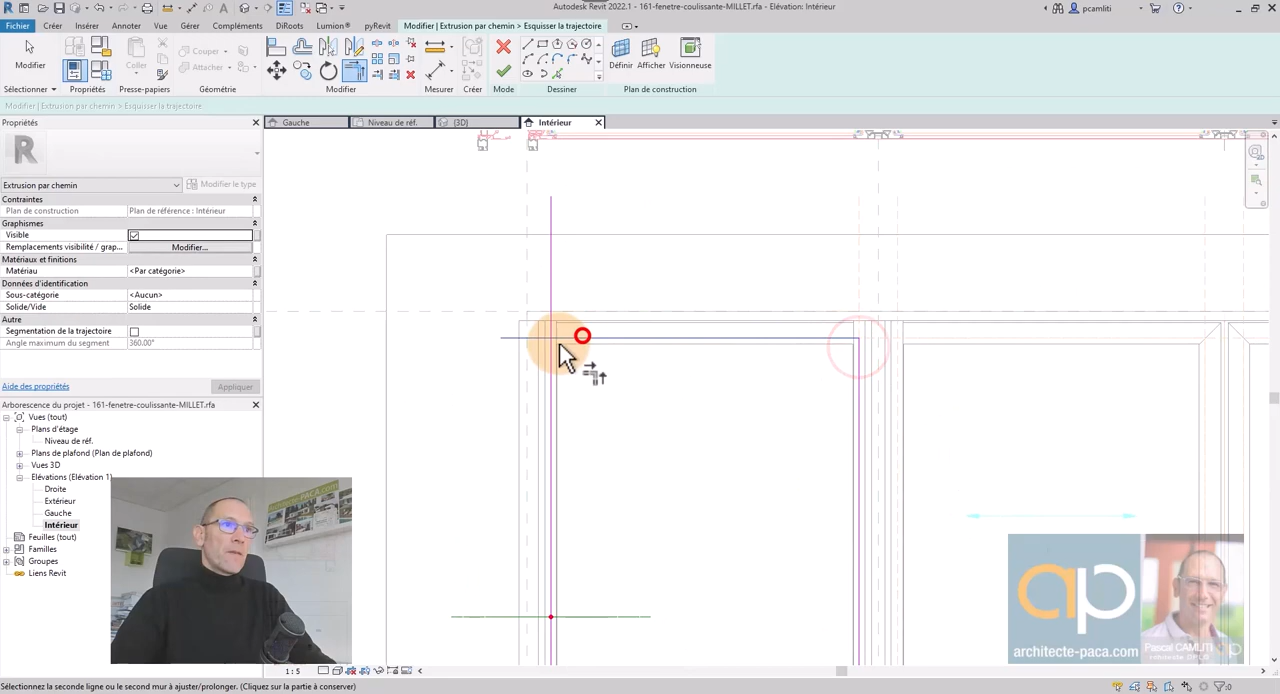 Autodesk Revit 2022.1 - 161-fenetre-coulissante-MILLET.rfa - Elévation: Intérieur
pcamliti
Fichier
Créer
Insérer
Annoter
Vue
Gérer
Compléments
DiRoots
Lumion®
pyRevit
Modifier | Extrusion par chemin > Esquisser la trajectoire
Modifier
Coller
Couper
Attacher
Définir
Afficher
Visionneuse
Sélectionner
Propriétés
Presse-papiers
Géométrie
Modifier
Mesurer
Créer
Mode
Dessiner
Plan de construction
Modifier | Extrusion par chemin > Esquisser la trajectoire
Propriétés
Gauche
Niveau de réf.
{3D}
Intérieur
Extrusion par chemin
Modifier le type
Contraintes
Plan de construction
Plan de référence : Intérieur
Graphismes
Visible
Remplacements visibilité / grap...
Modifier...
Matériaux et finitions
Matériau
<Par catégorie>
Données d'identification
Sous-catégorie
<Aucun>
Solide/Vide
Solide
Autre
Segmentation de la trajectoire
Angle maximum du segment
360.00°
Aide des propriétés
Appliquer
Arborescence du projet - 161-fenetre-coulissante-MILLET.rfa
Vues (tout)
Plans d'étage
Niveau de réf.
Plans de plafond (Plan de plafond)
Vues 3D
Elévations (Elévation 1)
Droite
Extérieur
Gauche
Intérieur
Feuilles (tout)
Familles
Groupes
Liens Revit
ap
architecte-paca.com
Pascal CAMLITI
1 : 5
Sélectionnez la seconde ligne ou le second mur à ajuster/prolonger. (Cliquez sur la partie à conserver)
:0